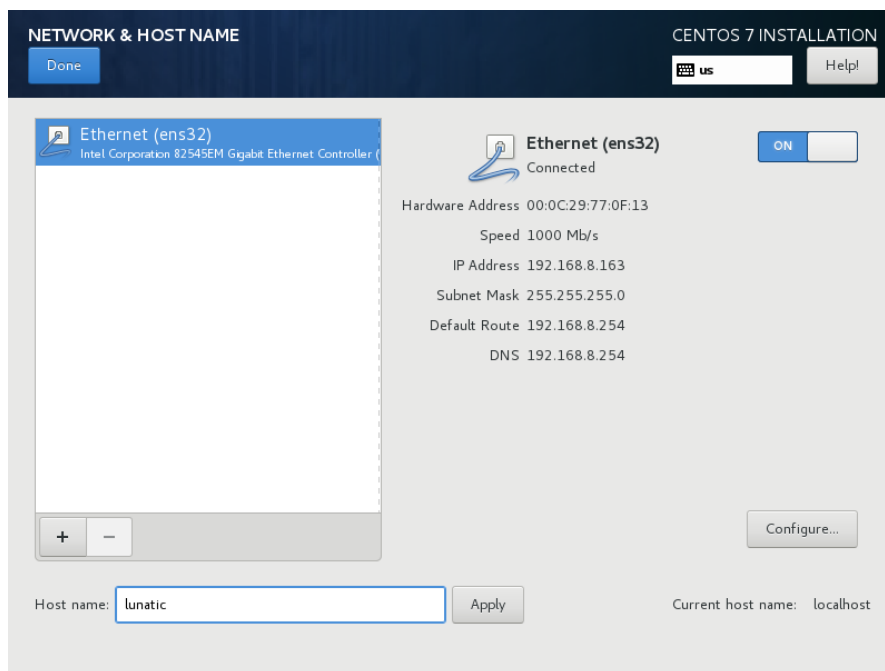 NETWORK & HOST NAME
CENTOS 7 INSTALLATION
Done
us
Help!
Ethernet (ens32)
Intel Corporation 82545EM Gigabit Ethernet Controller (
Ethernet (ens32)
Connected
ON
Hardware Address 00:0C:29:77:0F:13
Speed 1000 Mb/s
IP Address 192.168.8.163
Subnet Mask 255.255.255.0
Default Route 192.168.8.254
DNS 192.168.8.254
+ −
Configure...
Host name: lunatic Apply Current host name: localhost